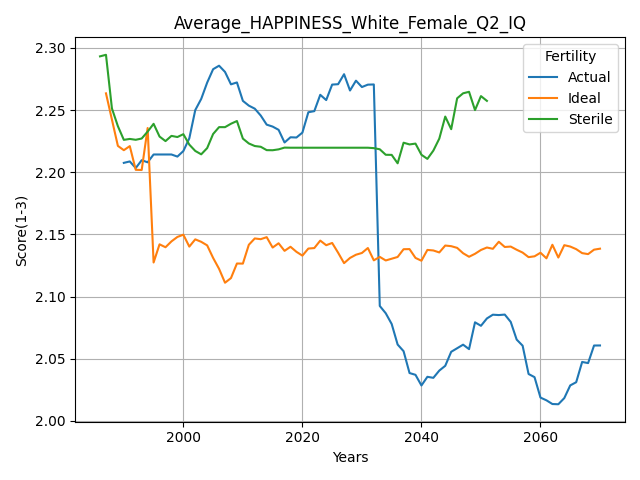 Average_HAPPINESS_White_Female_Q2_IQ
Score(1-3)
2.30
2.25
2.20
2.15
2.10
2.05
2.00
Fertility
Actual
Ideal
Sterile
2000
2020
2040
2060
Years